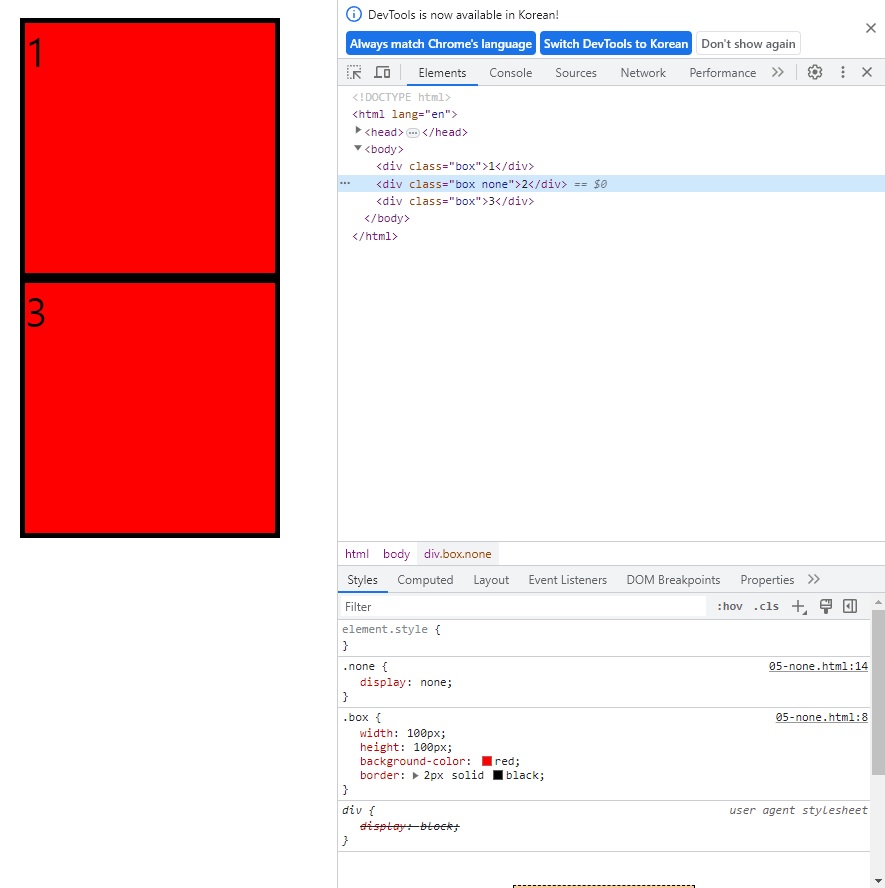 1
3
DevTools is now available in Korean!
Always match Chrome's language Switch DevTools to Korean Don't show again
Elements Console Sources Network Performance
<!DOCTYPE html>
<html lang="en">
<head>…</head>
<body>
<div class="box">1</div>
<div class="box none">2</div> == $0
<div class="box">3</div>
</body>
</html>
html body div.box.none
Styles Computed Layout Event Listeners DOM Breakpoints Properties
Filter :hov .cls
element.style {
}
.none { 05-none.html:14
display: none;
}
.box { 05-none.html:8
width: 100px;
height: 100px;
background-color: red;
border: 2px solid black;
}
div { user agent stylesheet
display: block;
}